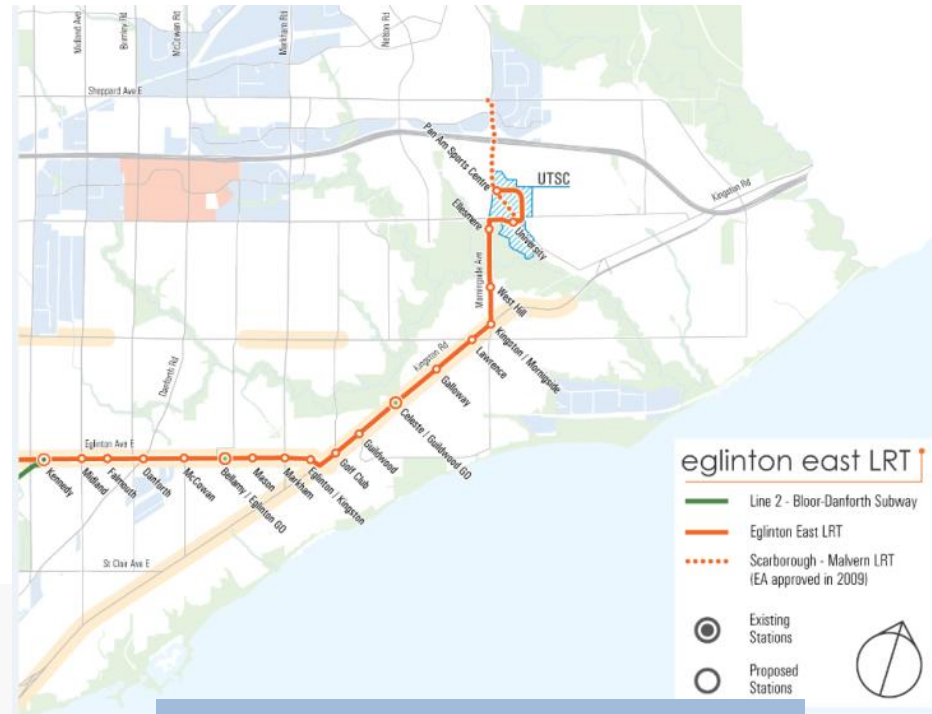 Midland Ave
Brimley Rd
McCowan Rd
Markham Rd
Neilson Rd
Sheppard Ave E
Pan Am Sports Centre
UTSC
Kingston Rd
Ellesmere
University
Morningside Ave
West Hill
Kingston / Morningside
Lawrence
Kingston Rd
Galloway
Danforth Rd
Celeste / Guildwood GO
Guildwood
Eglinton Ave E
Golf Club
Kennedy
Midland
Falmouth
Danforth
McCowan
Bellamy / Eglinton GO
Mason
Markham
Eglinton / Kingston
St Clair Ave E
eglinton east LRT
Line 2 - Bloor-Danforth Subway
Eglinton East LRT
Scarborough - Malvern LRT
(EA approved in 2009)
Existing
Stations
Proposed
Stations